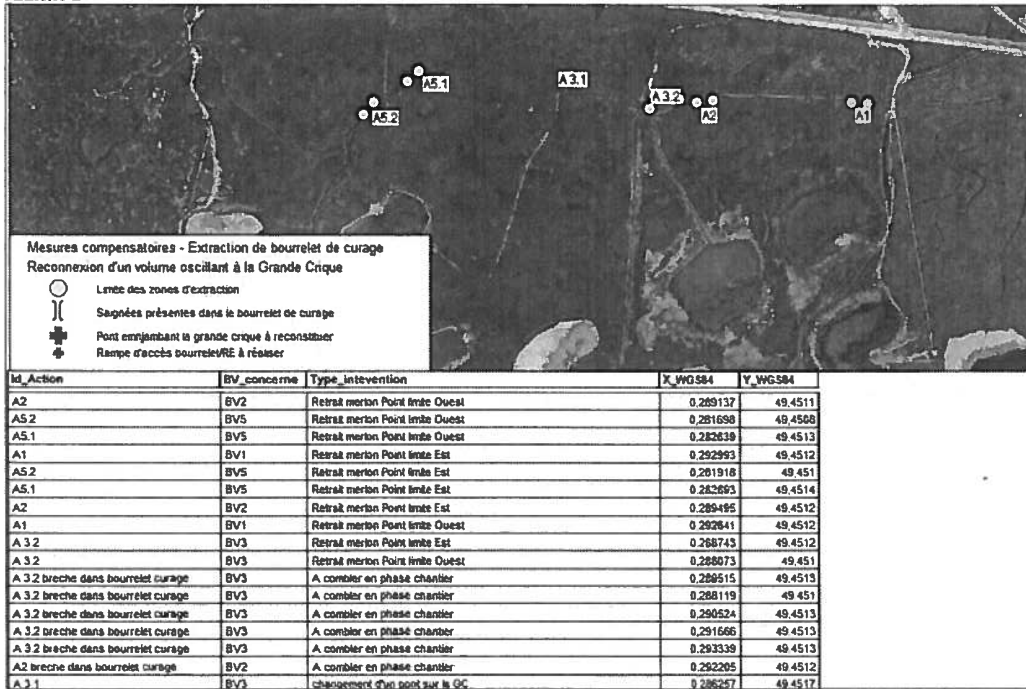 A5.1
A 3.1
A 3.2
A5.2
A2
A1
Mesures compensatoires - Extraction de bourrelet de curage
Reconnexion d'un volume oscillant à la Grande Crique
Limite des zones d'extraction
Saignées présentes dans le bourrelet de curage
Pont emnjambant la grande crique à reconstituer
Rampe d'accès bourrelet/RE à réaliser
Id_Action BV_concerne Type_intevention X_WGS84 Y_WGS84
A2 BV2 Retrait merlon Point limite Ouest 0,289137 49,4511
A5.2 BV5 Retrait merlon Point limite Ouest 0,281698 49,4508
A5.1 BV5 Retrait merlon Point limite Ouest 0,282639 49,4513
A1 BV1 Retrait merlon Point limite Est 0,292993 49,4512
A5.2 BV5 Retrait merlon Point limite Est 0,281918 49,451
A5.1 BV5 Retrait merlon Point limite Est 0,282893 49,4514
A2 BV2 Retrait merlon Point limite Est 0,289495 49,4512
A1 BV1 Retrait merlon Point limite Ouest 0,292641 49,4512
A 3.2 BV3 Retrait merlon Point limite Est 0,288743 49,4512
A 3.2 BV3 Retrait merlon Point limite Ouest 0,288073 49,451
A 3.2 breche dans bourrelet curage BV3 A combler en phase chantier 0,289515 49,4513
A 3.2 breche dans bourrelet curage BV3 A combler en phase chantier 0,288119 49,451
A 3.2 breche dans bourrelet curage BV3 A combler en phase chantier 0,290524 49,4513
A 3.2 breche dans bourrelet curage BV3 A combler en phase chantier 0,291666 49,4513
A 3.2 breche dans bourrelet curage BV3 A combler en phase chantier 0,293339 49,4513
A2 breche dans bourrelet curage BV2 A combler en phase chantier 0,292205 49,4512
A 3.1 BV3 changement d'un pont sur la GC 0,286257 49,4517